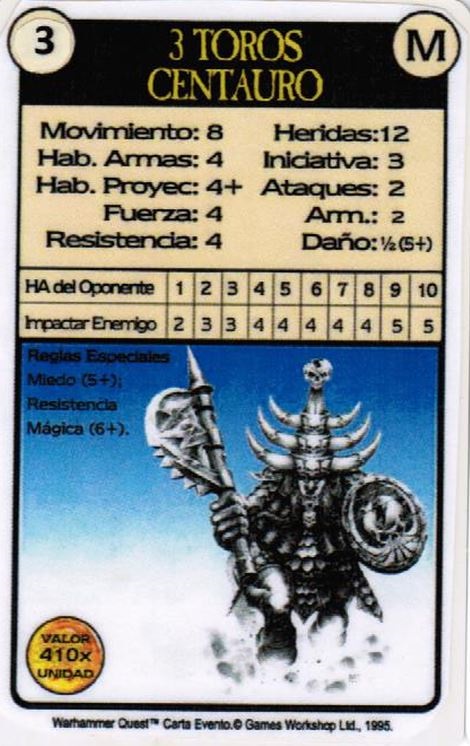 3
3 TOROS
M
CENTAURO
Movimiento: 8 Heridas:12
Hab. Armas: 4 Iniciativa: 3
Hab. Proyec: 4+ Ataques: 2
Fuerza: 4 Arm.: 2
Resistencia: 4 Daño: ½(5+)
HA del Oponente 1 2 3 4 5 6 7 8 9 10
Impactar Enemigo 2 3 3 4 4 4 4 4 5 5
Reglas Especiales
Miedo (5+);
Resistencia
Mágica (6+).
VALOR
410x
UNIDAD
Warhammer Quest™ Carta Evento.© Games Workshop Ltd., 1995.